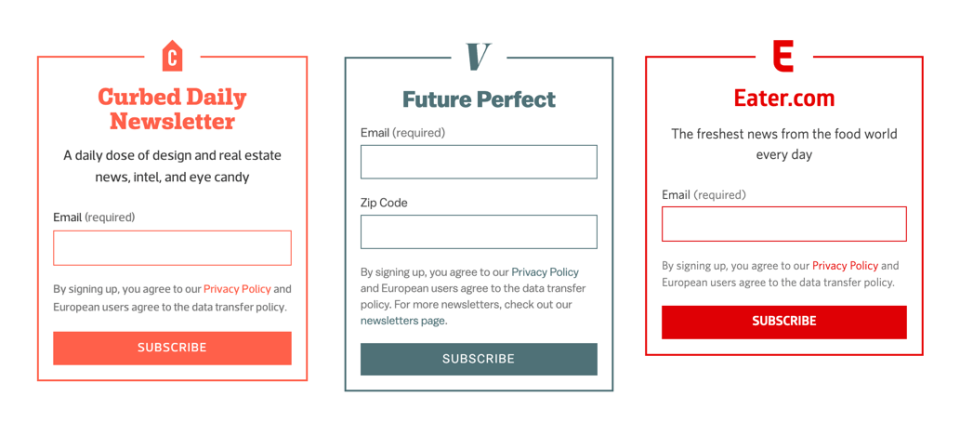 C
Curbed Daily
Newsletter
A daily dose of design and real estate
news, intel, and eye candy
Email (required)
By signing up, you agree to our Privacy Policy and
European users agree to the data transfer policy.
SUBSCRIBE
V
Future Perfect
Email (required)
Zip Code
By signing up, you agree to our Privacy Policy
and European users agree to the data transfer
policy. For more newsletters, check out our
newsletters page.
SUBSCRIBE
E
Eater.com
The freshest news from the food world
every day
Email (required)
By signing up, you agree to our Privacy Policy and
European users agree to the data transfer policy.
SUBSCRIBE